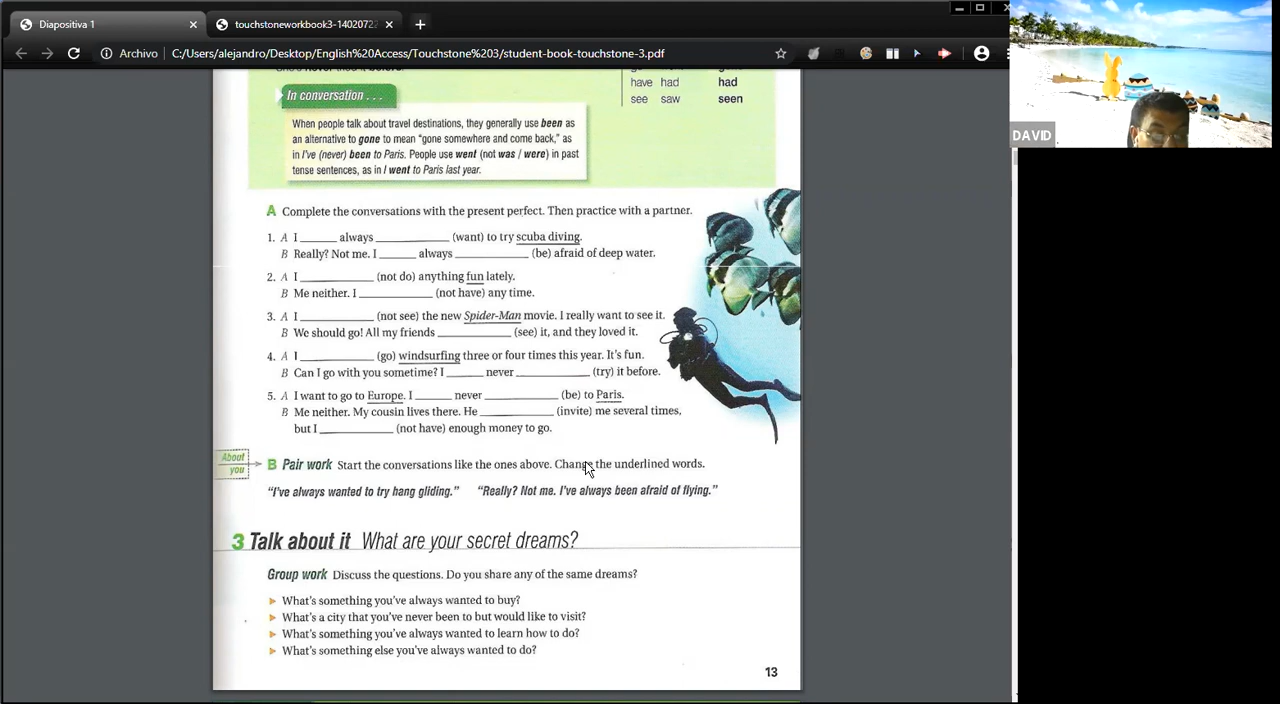 Diapositiva 1
touchstoneworkbook3-1402072
Archivo
C:/Users/alejandro/Desktop/English%20Access/Touchstone%203/student-book-touchstone-3.pdf
DAVID
have had had
see saw seen
In conversation . . .
When people talk about travel destinations, they generally use been as
an alternative to gone to mean “gone somewhere and come back,” as
in I’ve (never) been to Paris. People use went (not was / were) in past
tense sentences, as in I went to Paris last year.
A Complete the conversations with the present perfect. Then practice with a partner.
1. A I ______ always ____________ (want) to try scuba diving.
B Really? Not me. I ______ always ____________ (be) afraid of deep water.
2. A I ____________ (not do) anything fun lately.
B Me neither. I ____________ (not have) any time.
3. A I ____________ (not see) the new Spider-Man movie. I really want to see it.
B We should go! All my friends ____________ (see) it, and they loved it.
4. A I ____________ (go) windsurfing three or four times this year. It’s fun.
B Can I go with you sometime? I ______ never ____________ (try) it before.
5. A I want to go to Europe. I ______ never ____________ (be) to Paris.
B Me neither. My cousin lives there. He ____________ (invite) me several times,
but I ____________ (not have) enough money to go.
About
you
B Pair work Start the conversations like the ones above. Change the underlined words.
“I’ve always wanted to try hang gliding.” “Really? Not me. I’ve always been afraid of flying.”
3 Talk about it What are your secret dreams?
Group work Discuss the questions. Do you share any of the same dreams?
What’s something you’ve always wanted to buy?
What’s a city that you’ve never been to but would like to visit?
What’s something you’ve always wanted to learn how to do?
What’s something else you’ve always wanted to do?
13